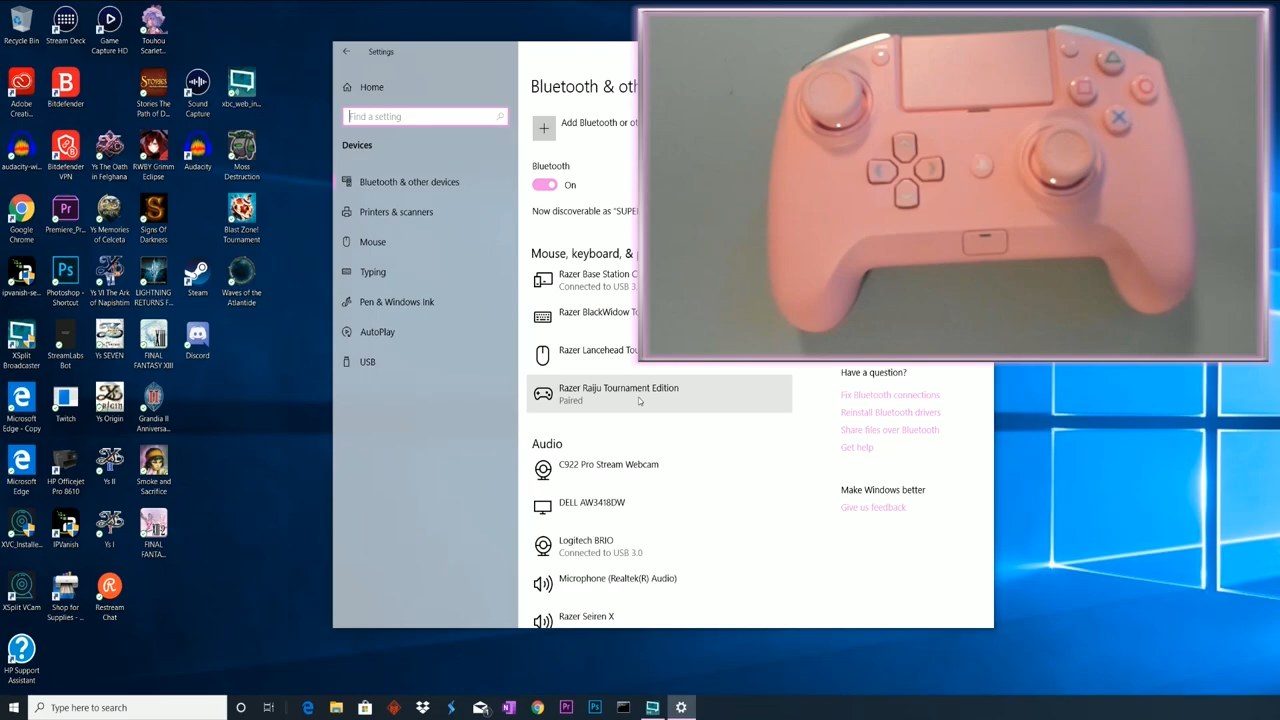 Recycle Bin
Stream Deck
Game
Capture HD
Touhou
Scarlet...
Adobe
Creati...
Bitdefender
Stories The
Path of D...
Sound
Capture
xbc_web_in...
audacity-wi...
Bitdefender
VPN
Ys The Oath
in Felghana
RWBY Grimm
Eclipse
Audacity
Moss
Destruction
Google
Chrome
Premiere_Pr...
Ys Memories
of Celceta
Signs Of
Darkness
Blast Zone!
Tournament
ipvanish-se...
Photoshop -
Shortcut
Ys VI The Ark
of Napishtim
LIGHTNING
RETURNS F...
Steam
Waves of the
Atlantide
XSplit
Broadcaster
StreamLabs
Bot
Ys SEVEN
FINAL
FANTASY XIII
Discord
Microsoft
Edge - Copy
Twitch
Ys Origin
Grandia II
Anniversa...
Microsoft
Edge
HP Officejet
Pro 8610
Ys II
Smoke and
Sacrifice
XVC_Installe...
IPVanish
Ys I
FINAL
FANTA...
XSplit VCam
Shop for
Supplies - ...
Restream
Chat
HP Support
Assistant
Settings
Home
Find a setting
Devices
Bluetooth & other devices
Printers & scanners
Mouse
Typing
Pen & Windows Ink
AutoPlay
USB
Bluetooth & oth
Add Bluetooth or ot
Bluetooth
On
Now discoverable as "SUPE
Mouse, keyboard, & p
Razer Base Station C
Connected to USB 3.
Razer BlackWidow To
Razer Lancehead Tou
Razer Raiju Tournament Edition
Paired
Audio
C922 Pro Stream Webcam
DELL AW3418DW
Logitech BRIO
Connected to USB 3.0
Microphone (Realtek(R) Audio)
Razer Seiren X
Have a question?
Fix Bluetooth connections
Reinstall Bluetooth drivers
Share files over Bluetooth
Get help
Make Windows better
Give us feedback
Type here to search